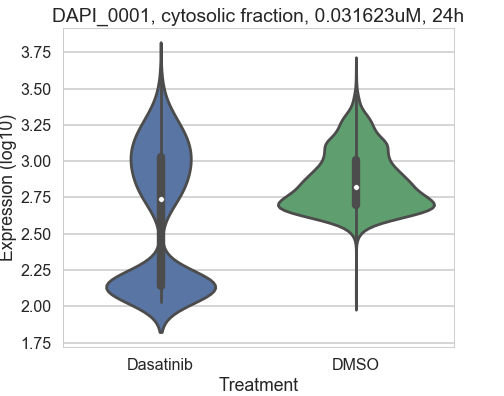 DAPI_0001, cytosolic fraction, 0.031623uM, 24h
3.75
3.50
3.25
3.00
2.75
2.50
2.25
2.00
1.75
Expression (log10)
Dasatinib DMSO
Treatment